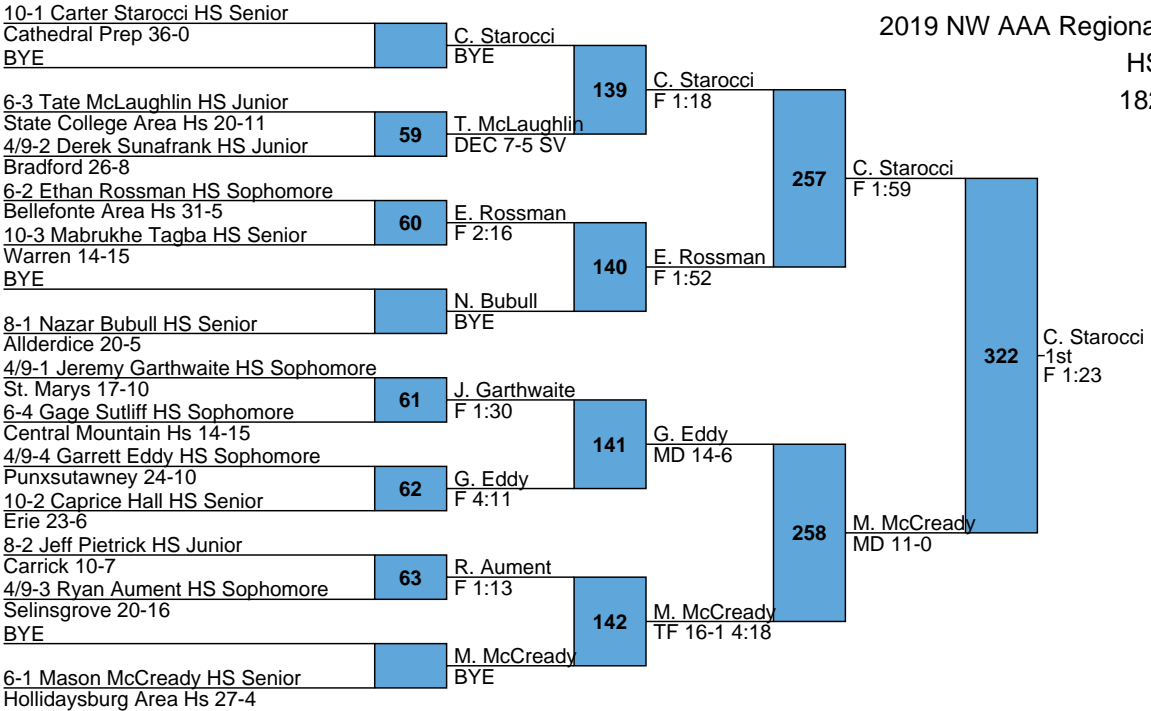 2019 NW AAA Regiona
HS
182
10-1 Carter Starocci HS Senior
Cathedral Prep 36-0
BYE
6-3 Tate McLaughlin HS Junior
State College Area Hs 20-11
4/9-2 Derek Sunafrank HS Junior
Bradford 26-8
6-2 Ethan Rossman HS Sophomore
Bellefonte Area Hs 31-5
10-3 Mabrukhe Tagba HS Senior
Warren 14-15
BYE
8-1 Nazar Bubull HS Senior
Allderdice 20-5
4/9-1 Jeremy Garthwaite HS Sophomore
St. Marys 17-10
6-4 Gage Sutliff HS Sophomore
Central Mountain Hs 14-15
4/9-4 Garrett Eddy HS Sophomore
Punxsutawney 24-10
10-2 Caprice Hall HS Senior
Erie 23-6
8-2 Jeff Pietrick HS Junior
Carrick 10-7
4/9-3 Ryan Aument HS Sophomore
Selinsgrove 20-16
BYE
6-1 Mason McCready HS Senior
Hollidaysburg Area Hs 27-4
59
60
61
62
63
C. Starocci
BYE
T. McLaughlin
DEC 7-5 SV
E. Rossman
F 2:16
N. Bubull
BYE
J. Garthwaite
F 1:30
G. Eddy
F 4:11
R. Aument
F 1:13
M. McCready
BYE
139
140
141
142
C. Starocci
F 1:18
E. Rossman
F 1:52
G. Eddy
MD 14-6
M. McCready
TF 16-1 4:18
257
258
C. Starocci
F 1:59
M. McCready
MD 11-0
322
C. Starocci
1st
F 1:23